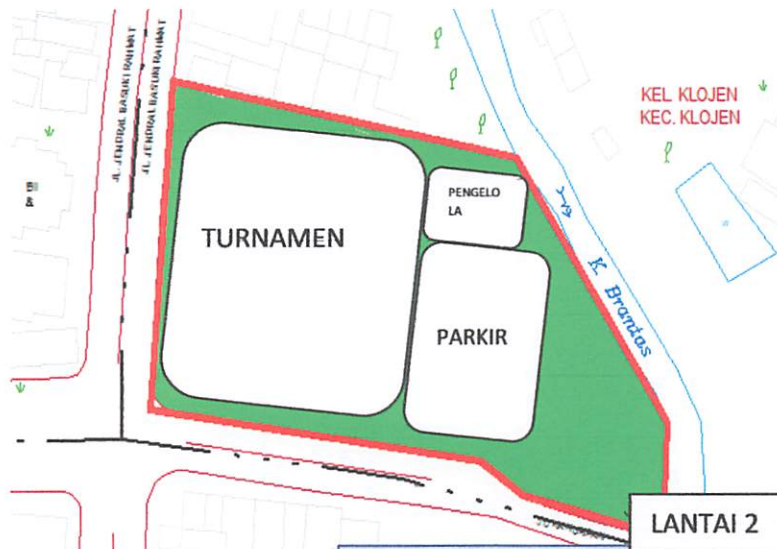 JL. JENDRAL BASUKI RAHMAT
JL. JENDRAL BASUKI RAHMAT
KEL. KLOJEN
KEC. KLOJEN
PENGELO
LA
TURNAMEN
K. Brantas
PARKIR
LANTAI 2